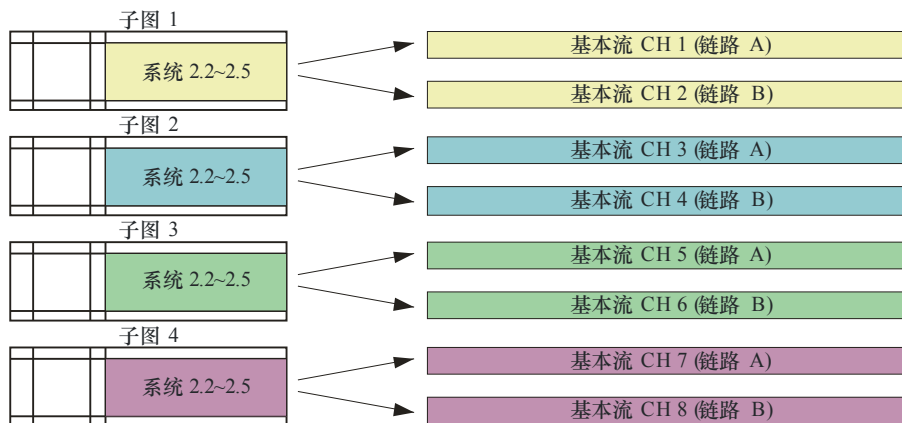 子图 1
系统 2.2~2.5
基本流 CH 1 (链路 A)
基本流 CH 2 (链路 B)
子图 2
系统 2.2~2.5
基本流 CH 3 (链路 A)
基本流 CH 4 (链路 B)
子图 3
系统 2.2~2.5
基本流 CH 5 (链路 A)
基本流 CH 6 (链路 B)
子图 4
系统 2.2~2.5
基本流 CH 7 (链路 A)
基本流 CH 8 (链路 B)